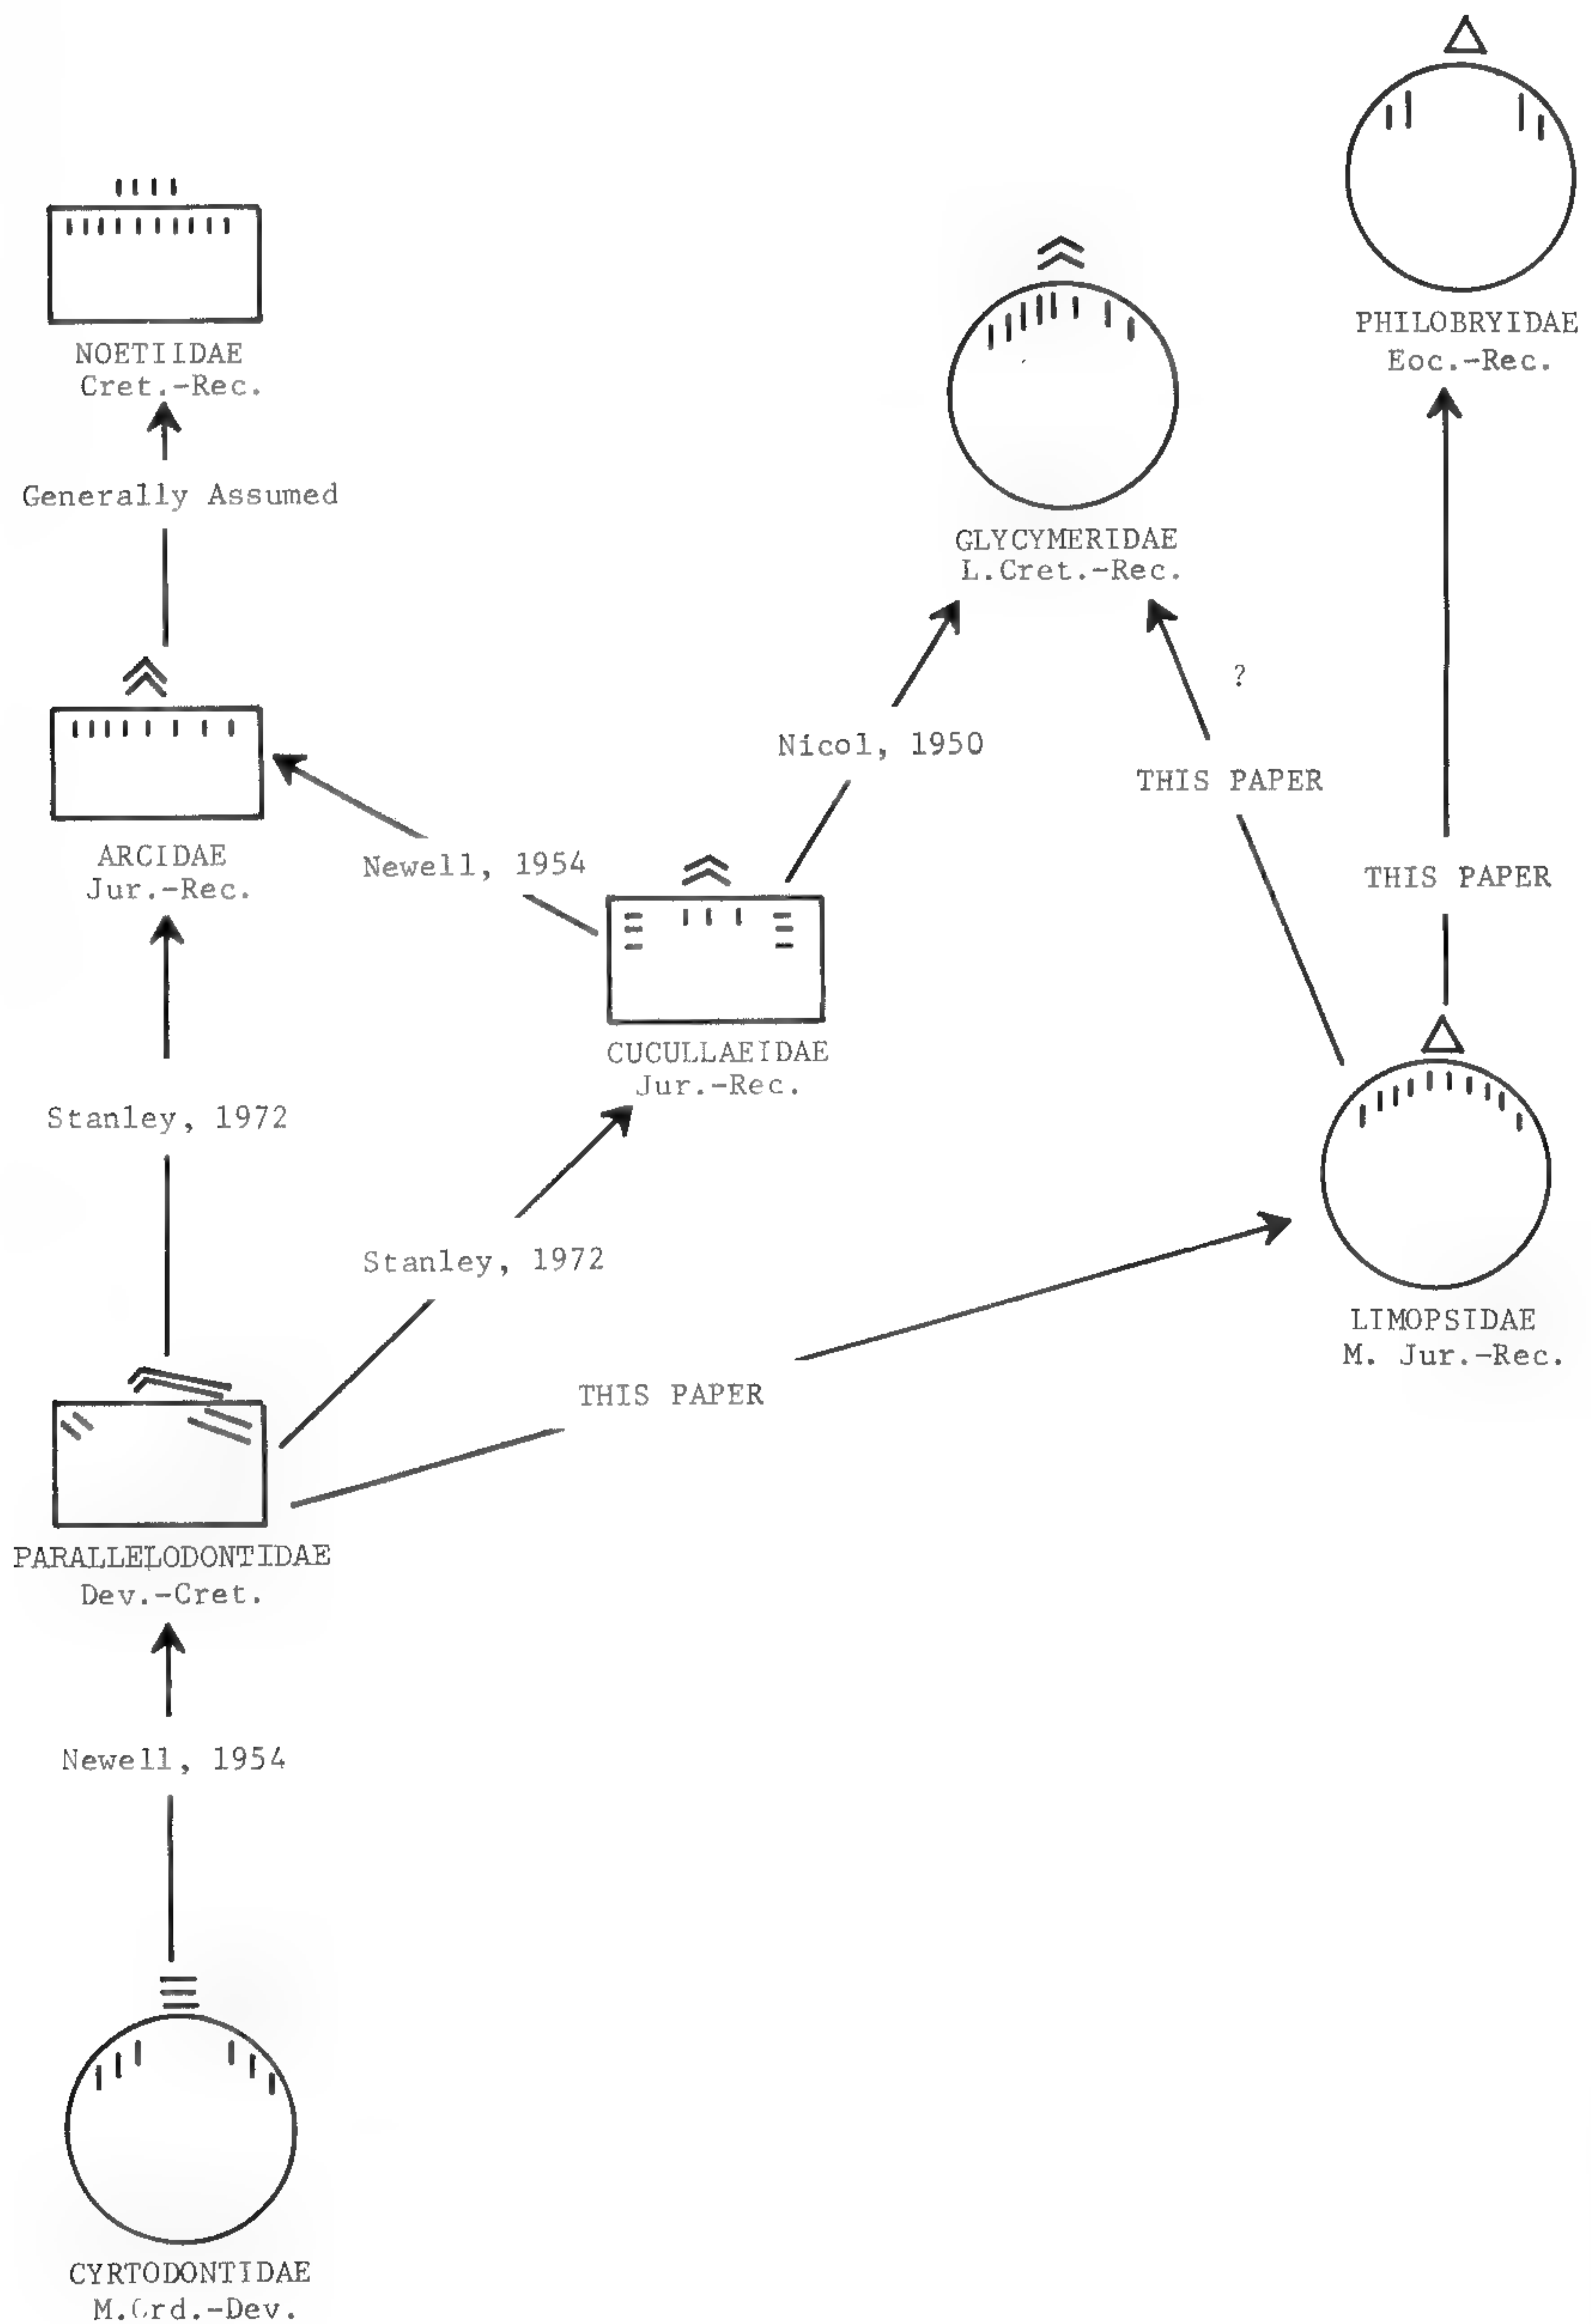 PHILOBRYIDAE
Eoc.-Rec.
NOETIIDAE
Cret.-Rec.
Generally Assumed
GLYCYMERIDAE
L.Cret.-Rec.
?
Nicol, 1950
THIS PAPER
ARCIDAE
Jur.-Rec.
Newell, 1954
THIS PAPER
CUCULLAEIDAE
Jur.-Rec.
Stanley, 1972
Stanley, 1972
LIMOPSIDAE
M. Jur.-Rec.
THIS PAPER
PARALLELODONTIDAE
Dev.-Cret.
Newell, 1954
CYRTODONTIDAE
M.Ord.-Dev.